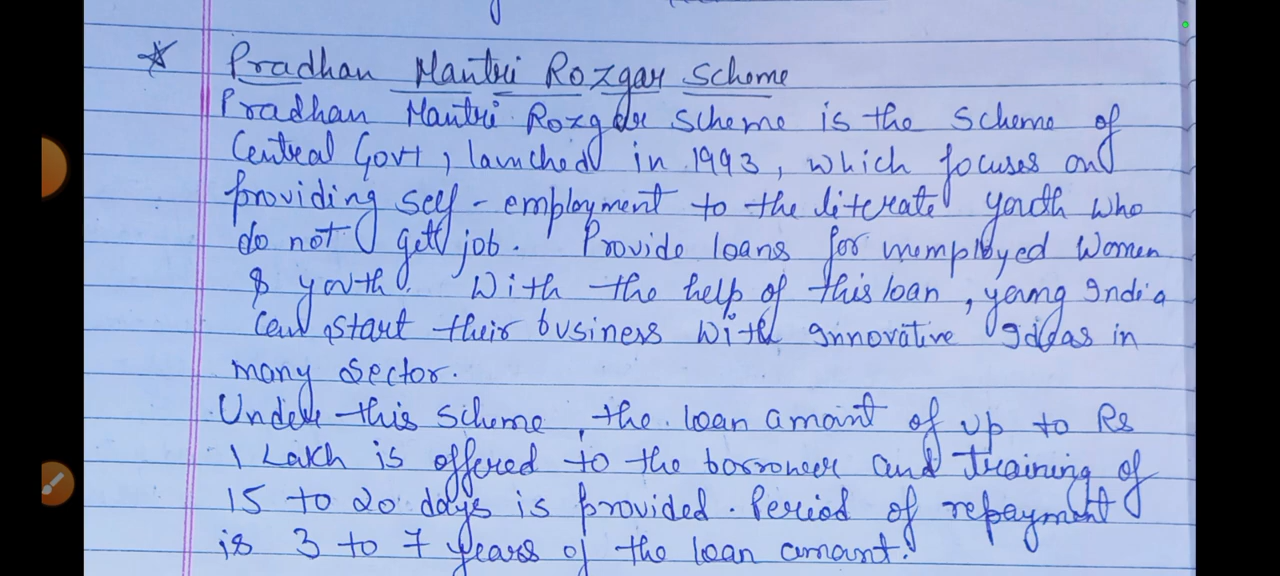 Pradhan Mantri Rozgar Scheme
Pradhan Mantri Rozgar Scheme is the Scheme of
Central Govt, launched in 1993, which focuses on
providing self-employment to the literate youth who
do not get job. Provide loans for unemployed Women
& youth. With the help of this loan, young India
can start their business with Innovative Ideas in
many Sector.
Under this Scheme, the loan amount of up to Rs
1 Lakh is offered to the borrower and training of
15 to 20 days is provided. Period of repayment
is 3 to 7 years of the loan amount.